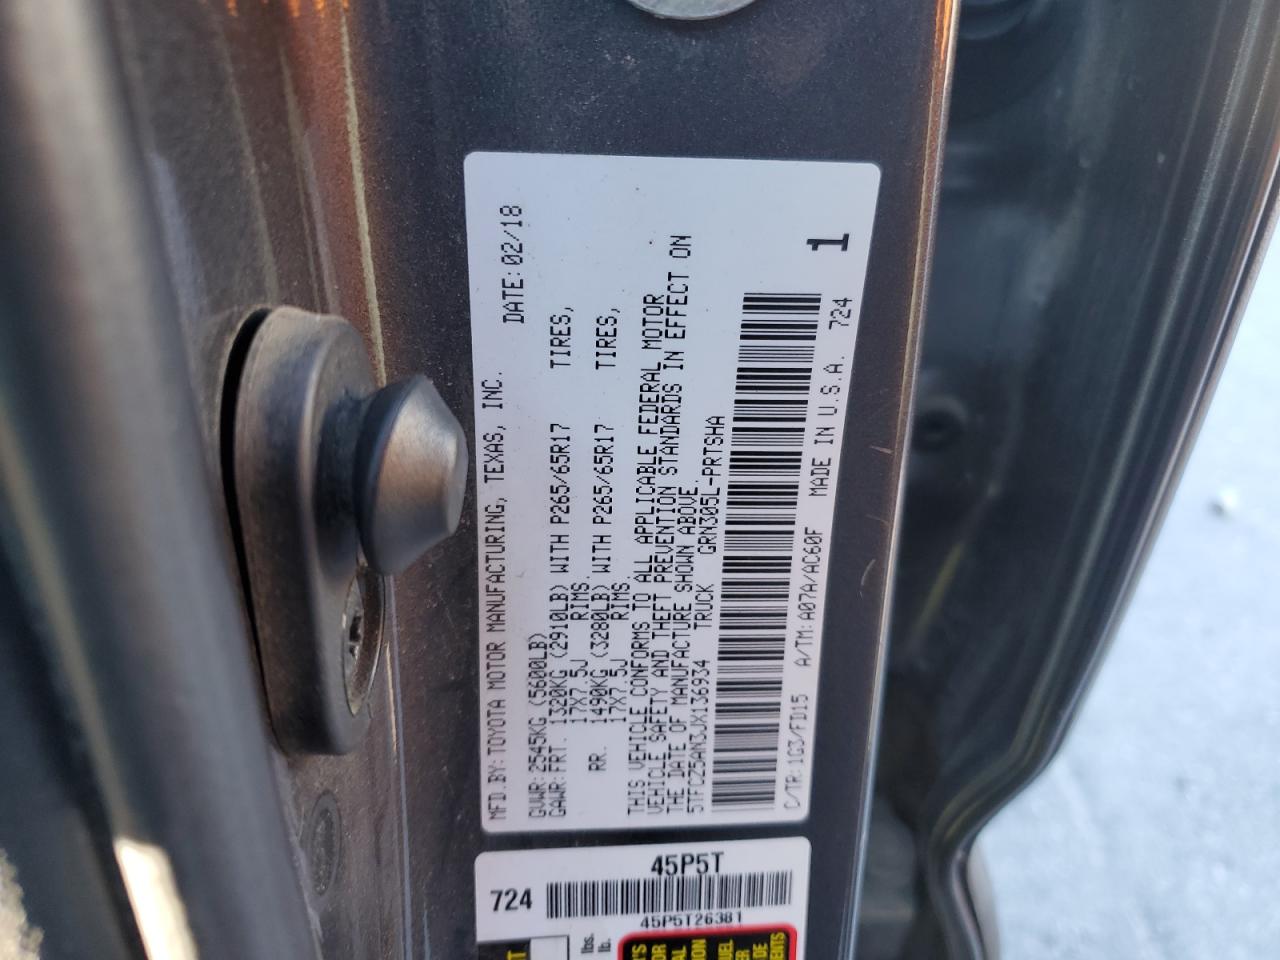 MFD.BY:TOYOTA MOTOR MANUFACTURING, TEXAS, INC.
DATE:02/18
GVWR:2545KG (5600LB)
GAWR:FRT. 1320KG (2910LB) WITH P265/65R17 TIRES,
17X7.5J RIMS.
RR. 1490KG (3280LB) WITH P265/65R17 TIRES,
17X7.5J RIMS.
THIS VEHICLE CONFORMS TO ALL APPLICABLE FEDERAL MOTOR
VEHICLE SAFETY AND THEFT PREVENTION STANDARDS IN EFFECT ON
THE DATE OF MANUFACTURE SHOWN ABOVE.
5TFCZ5AN3JX136934 TRUCK GRN305L-PRTSHA
C/TR:1G3/FD15 A/TM:A07A/AC60F MADE IN U.S.A. 724
1
45P5T
724
45P5T26381
lbs.
lb.